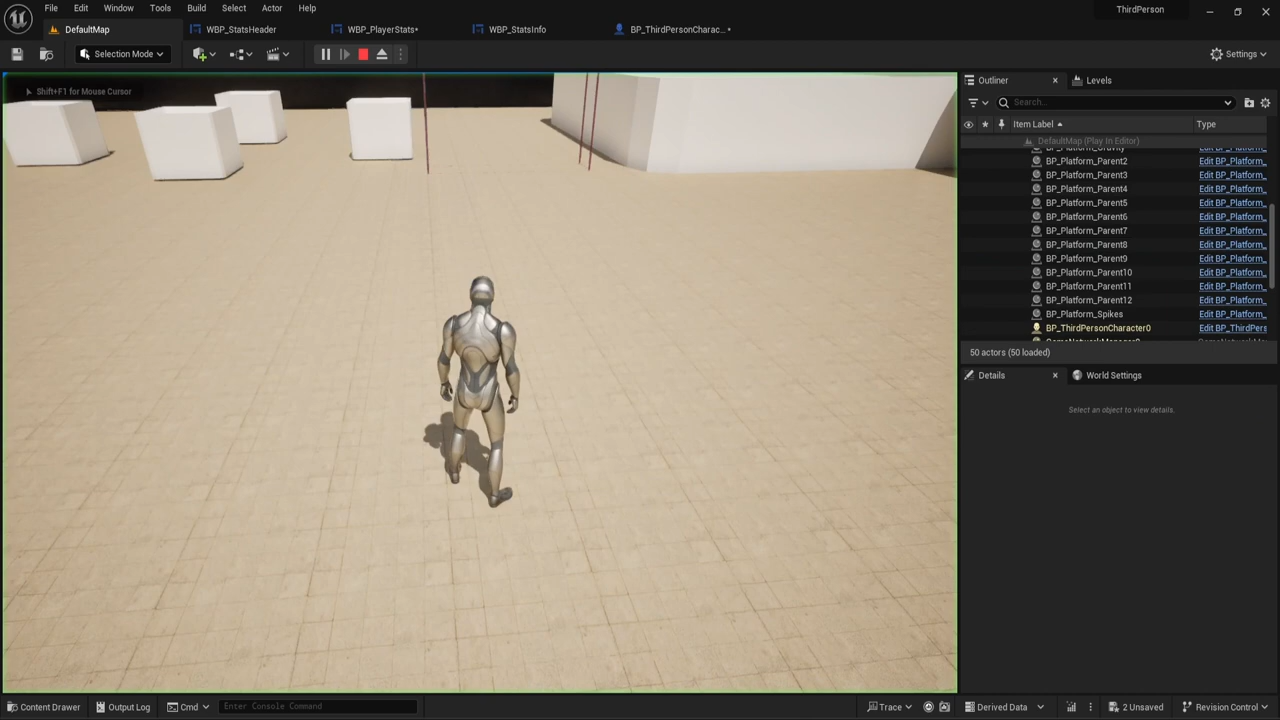 File Edit Window Tools Build Select Actor Help
ThirdPerson
DefaultMap
WBP_StatsHeader
WBP_PlayerStats*
WBP_StatsInfo
BP_ThirdPersonCharac... *
Selection Mode
Settings
Shift+F1 for Mouse Cursor
Outliner
Levels
Search...
Item Label Type
DefaultMap (Play In Editor)
BP_Platform_Parent2 Edit BP_Platform_
BP_Platform_Parent3 Edit BP_Platform_
BP_Platform_Parent4 Edit BP_Platform_
BP_Platform_Parent5 Edit BP_Platform_
BP_Platform_Parent6 Edit BP_Platform_
BP_Platform_Parent7 Edit BP_Platform_
BP_Platform_Parent8 Edit BP_Platform_
BP_Platform_Parent9 Edit BP_Platform_
BP_Platform_Parent10 Edit BP_Platform_
BP_Platform_Parent11 Edit BP_Platform_
BP_Platform_Parent12 Edit BP_Platform_
BP_Platform_Spikes Edit BP_Platform_
BP_ThirdPersonCharacter0 Edit BP_ThirdPers
50 actors (50 loaded)
Details
World Settings
Select an object to view details.
Content Drawer
Output Log
Cmd
Enter Console Command
Trace
Derived Data
2 Unsaved
Revision Control